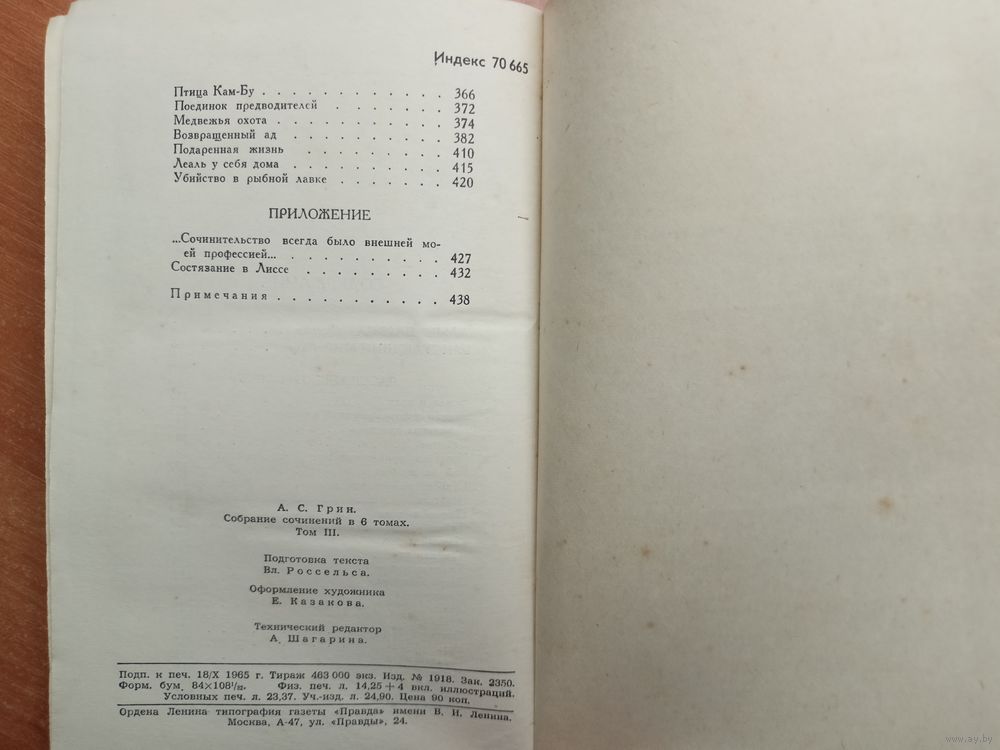 Индекс 70 665
Птица Кам-Бу . . . . . . . . . . . . 366
Поединок предводителей . . . . . . . 372
Медвежья охота . . . . . . . . . . . 374
Возвращенный ад . . . . . . . . . . 382
Подаренная жизнь . . . . . . . . . . 410
Леаль у себя дома . . . . . . . . . 415
Убийство в рыбной лавке . . . . . . . 420
ПРИЛОЖЕНИЕ
...Сочинительство всегда было внешней мо-
ей профессией... . . . . . . . . . . 427
Состязание в Лиссе . . . . . . . . . 432
Примечания . . . . . . . . . . . . 438
А. С. Грин.
Собрание сочинений в 6 томах.
Том III.
Подготовка текста
Вл. Россельса.
Оформление художника
Е. Казакова.
Технический редактор
А. Шагарина.
Подп. к печ. 18/X 1965 г. Тираж 463 000 экз. Изд. № 1918. Зак. 2350.
Форм. бум. 84×108¹/₃₂. Физ. печ. л. 14,25 + 4 вкл. иллюстраций.
Условных печ. л. 23,37. Уч.-изд. л. 24,90. Цена 90 коп.
Ордена Ленина типография газеты «Правда» имени В. И. Ленина.
Москва, А-47, ул. «Правды», 24.
www.ay.by